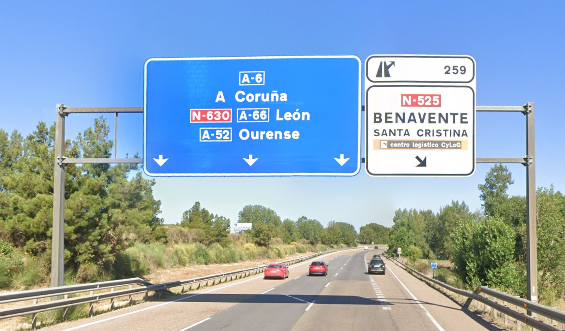 A-6
A Coruña
N-630 A-66 León
A-52 Ourense
259
N-525
BENAVENTE
SANTA CRISTINA
centro logístico CyLoG